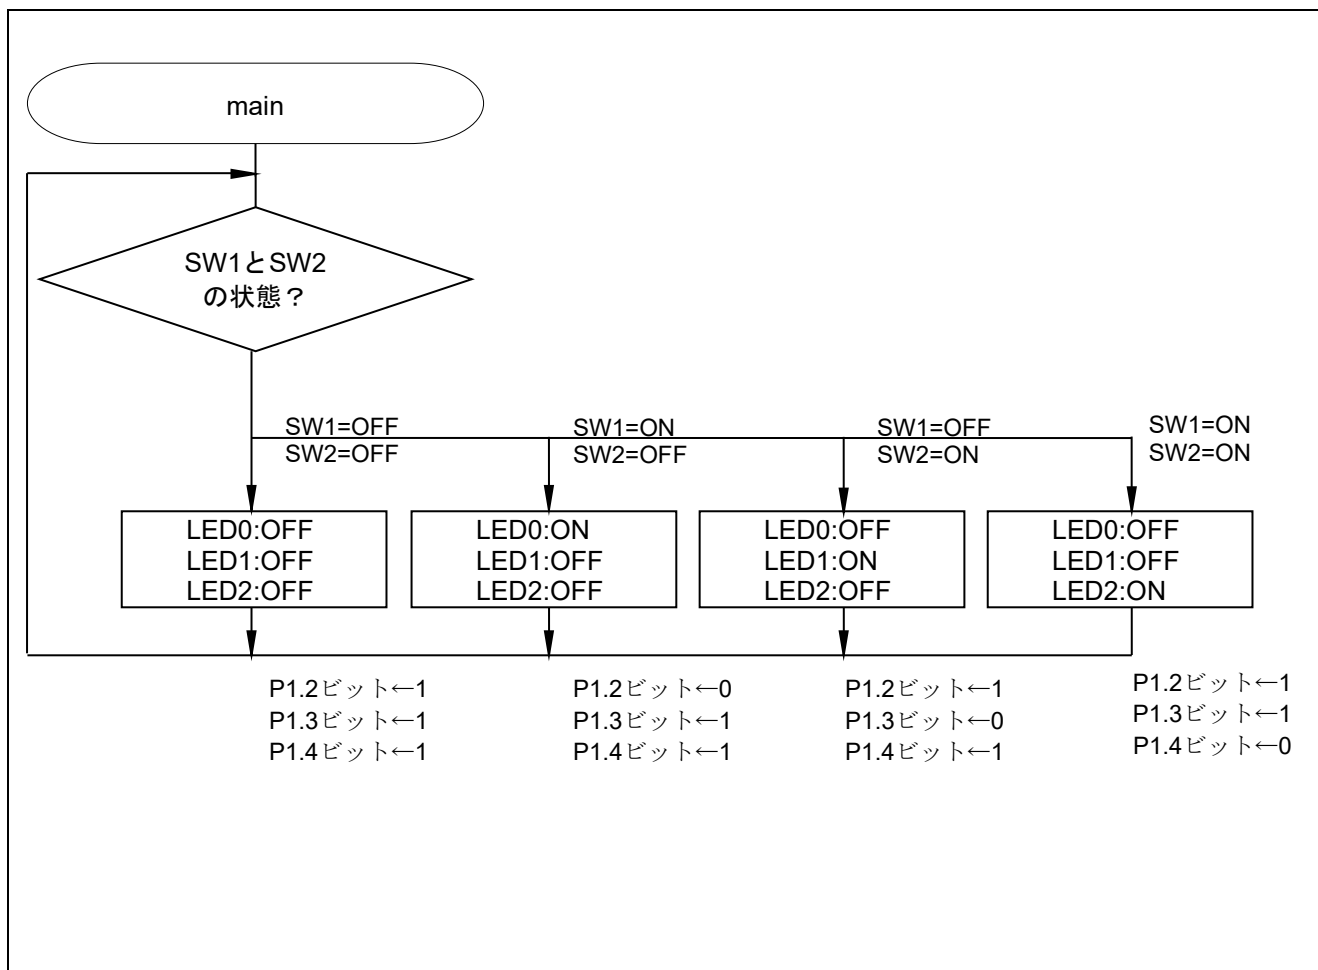 main
SW1とSW2
の状態？
SW1=OFF
SW2=OFF
SW1=ON
SW2=OFF
SW1=OFF
SW2=ON
SW1=ON
SW2=ON
LED0:OFF
LED1:OFF
LED2:OFF
LED0:ON
LED1:OFF
LED2:OFF
LED0:OFF
LED1:ON
LED2:OFF
LED0:OFF
LED1:OFF
LED2:ON
P1.2ビット←1
P1.3ビット←1
P1.4ビット←1
P1.2ビット←0
P1.3ビット←1
P1.4ビット←1
P1.2ビット←1
P1.3ビット←0
P1.4ビット←1
P1.2ビット←1
P1.3ビット←1
P1.4ビット←0